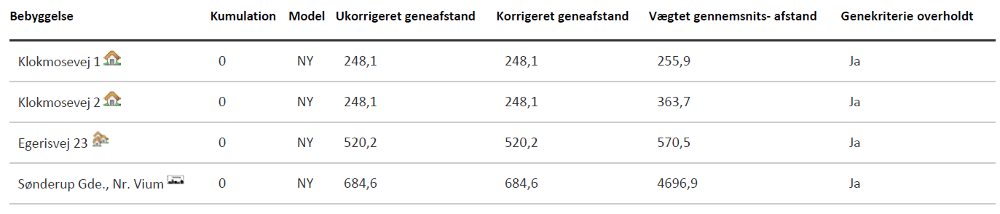 Bebyggelse Kumulation Model Ukorrigeret geneafstand Korrigeret geneafstand Vægtet gennemsnits- afstand Genekriterie overholdt
Klokmosevej 1 0 NY 248,1 248,1 255,9 Ja
Klokmosevej 2 0 NY 248,1 248,1 363,7 Ja
Egerisvej 23 0 NY 520,2 520,2 570,5 Ja
Sønderup Gde., Nr. Vium 0 NY 684,6 684,6 4696,9 Ja